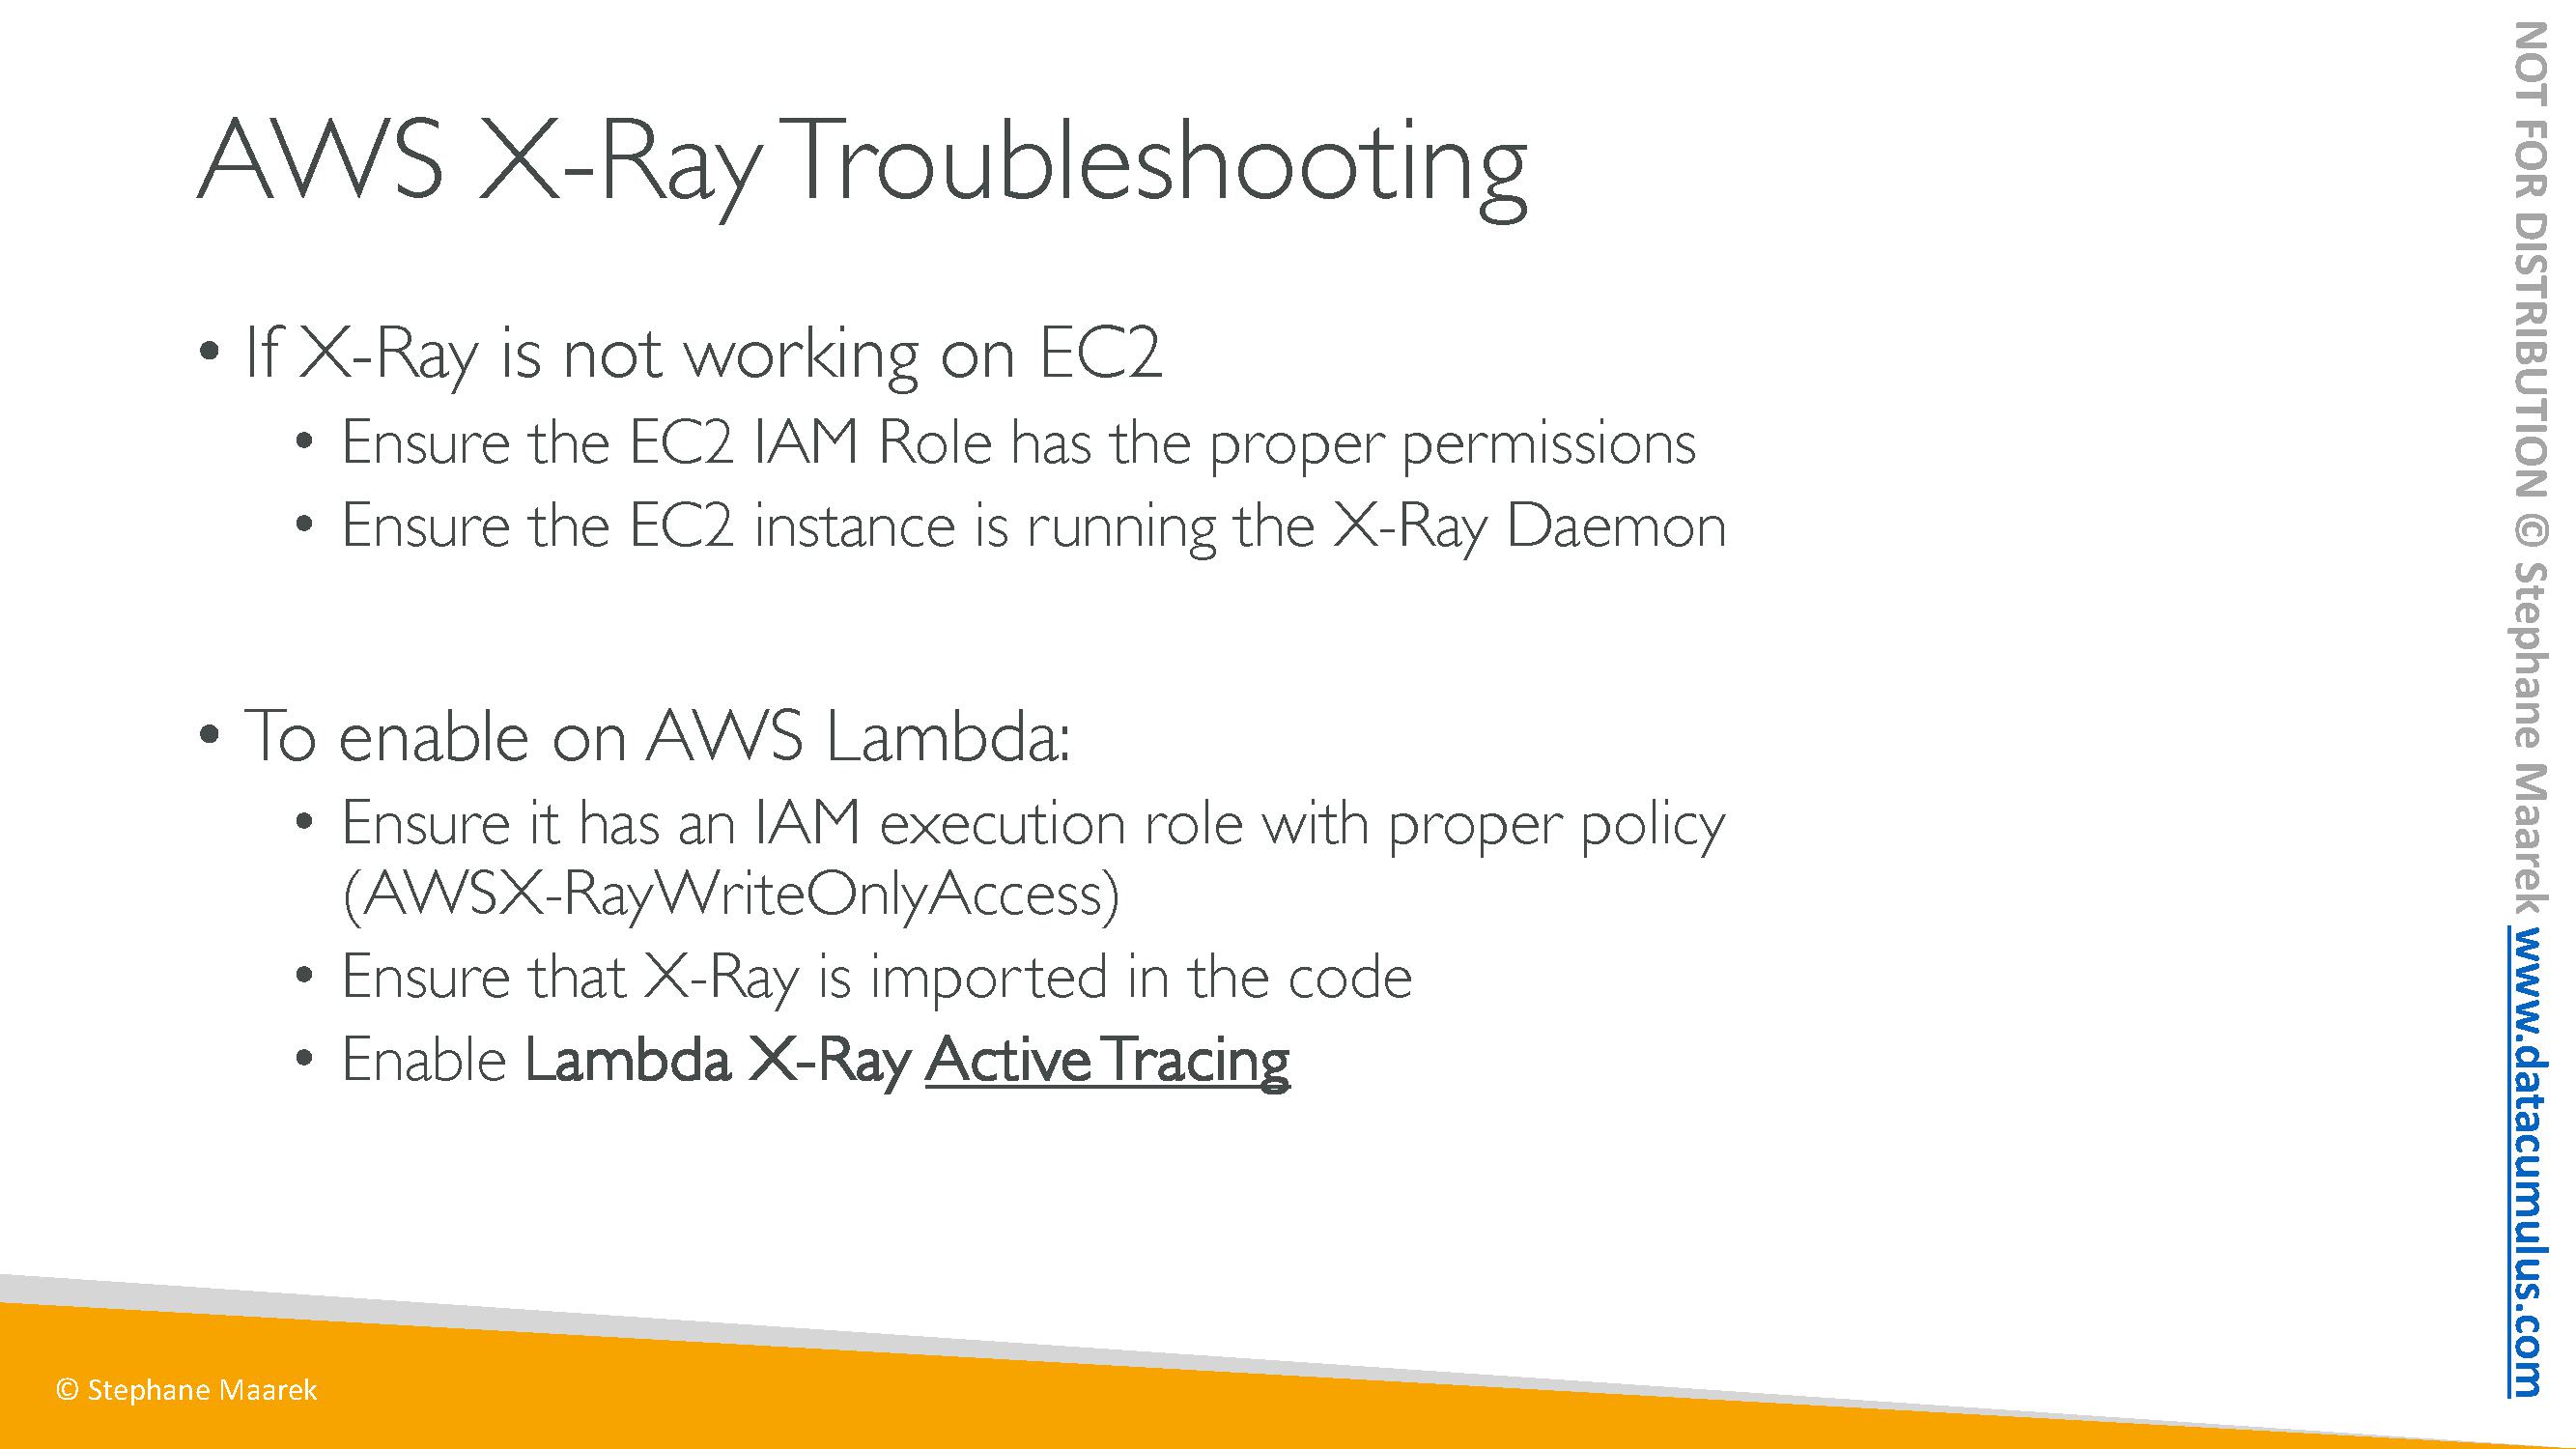 AWS X-Ray Troubleshooting
• If X-Ray is not working on EC2
• Ensure the EC2 IAM Role has the proper permissions
• Ensure the EC2 instance is running the X-Ray Daemon
• To enable on AWS Lambda:
• Ensure it has an IAM execution role with proper policy
(AWSX-RayWriteOnlyAccess)
• Ensure that X-Ray is imported in the code
• Enable Lambda X-Ray Active Tracing
© Stephane Maarek
NOT FOR DISTRIBUTION © Stephane Maarek www.datacumulus.com